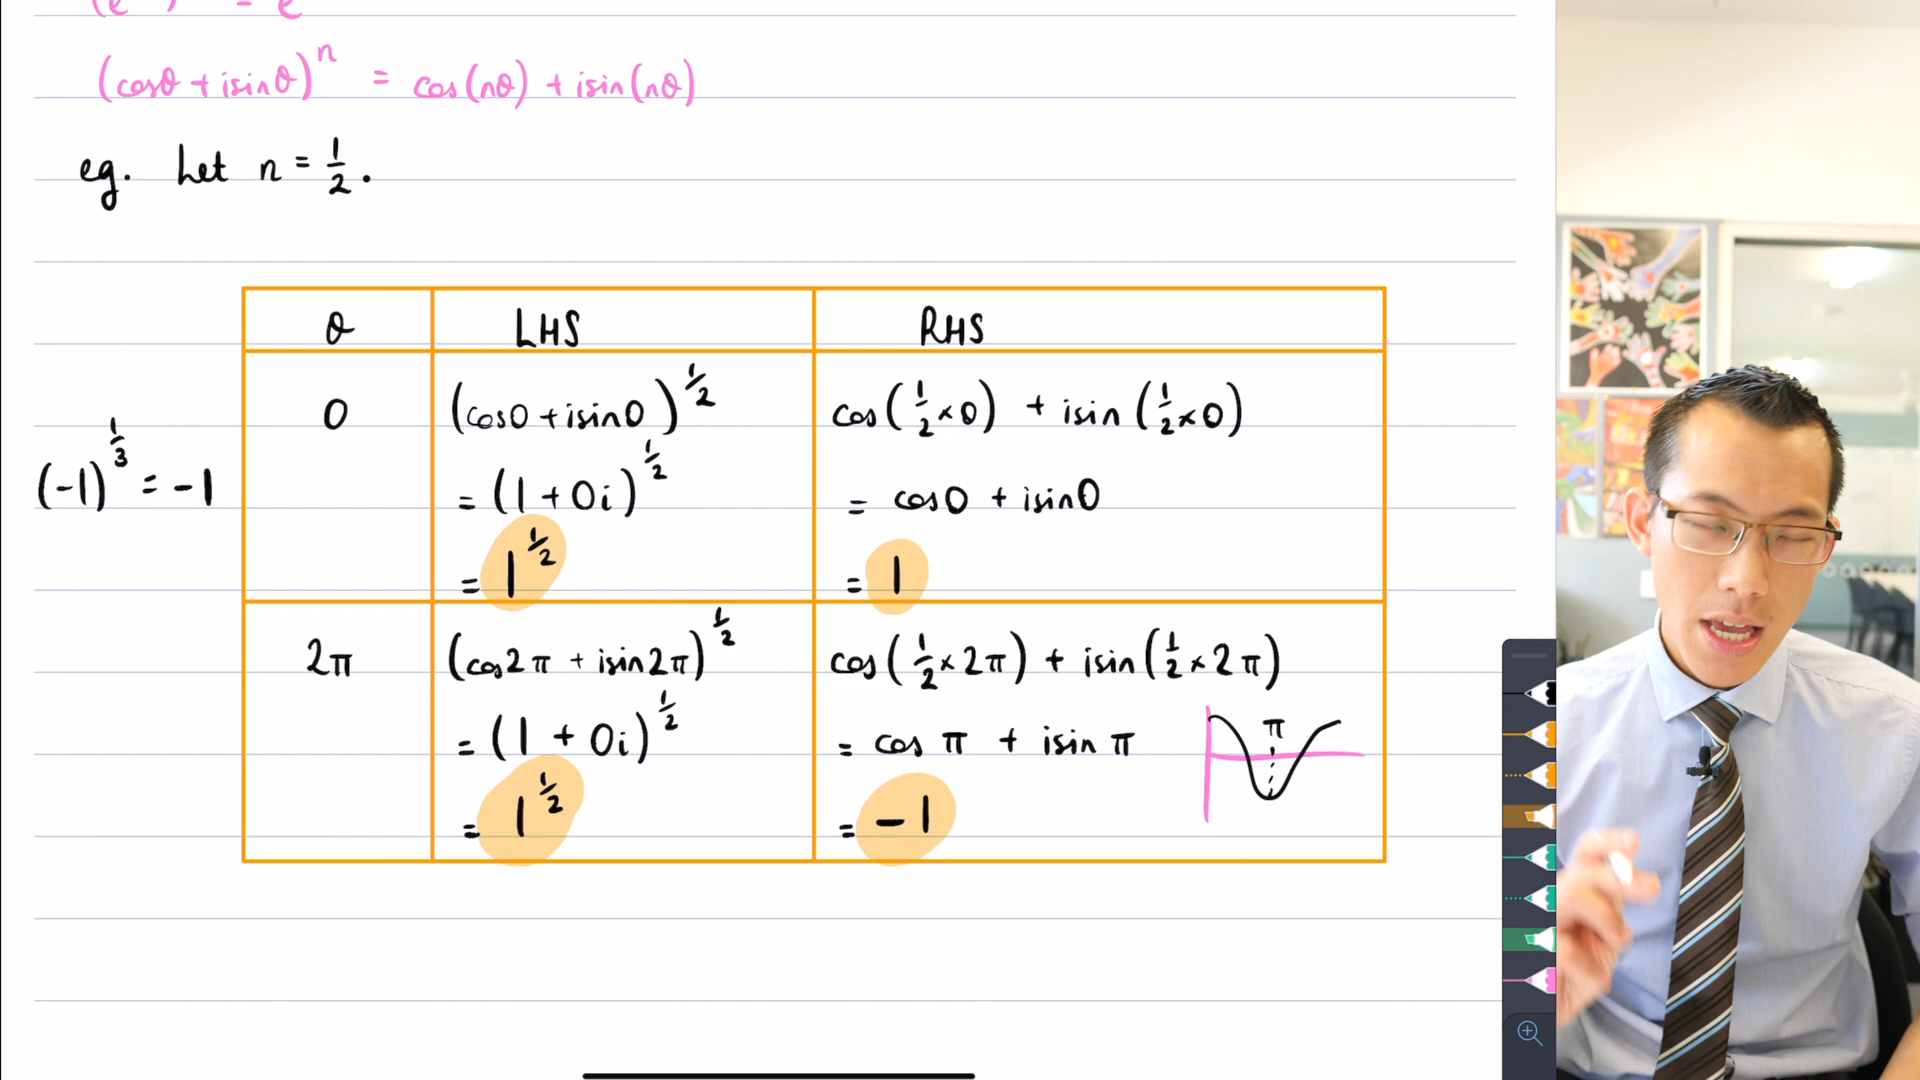 (e ) = e
(cosθ + isinθ)^n = cos(nθ) + isin(nθ)
eg. Let n = 1/2.
θ LHS RHS
0 (cos0 + isin0)^1/2 cos(1/2 × 0) + isin(1/2 × 0)
(-1)^1/3 = -1
= (1 + 0i)^1/2 = cos0 + isin0
= 1^1/2 = 1
2π (cos2π + isin2π)^1/2 cos(1/2 × 2π) + isin(1/2 × 2π)
= (1 + 0i)^1/2 = cos π + isin π π
= 1^1/2 = -1